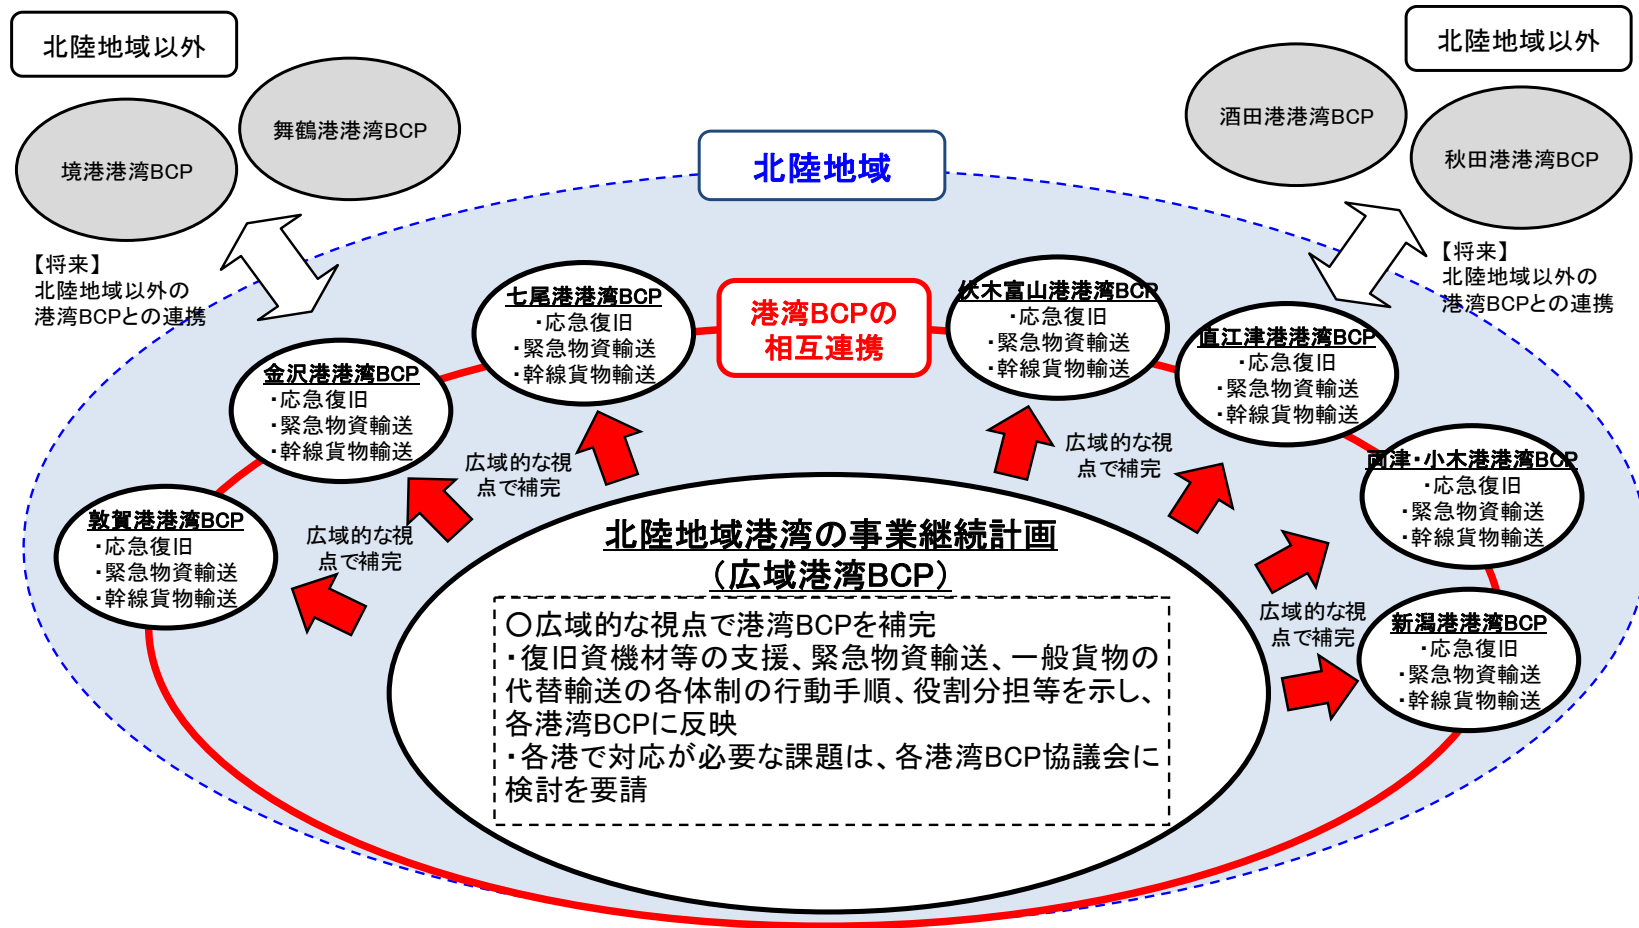 北陸地域以外
境港港湾BCP
舞鶴港港湾BCP
【将来】
北陸地域以外の
港湾BCPとの連携
北陸地域
北陸地域以外
酒田港港湾BCP
秋田港港湾BCP
【将来】
北陸地域以外の
港湾BCPとの連携
港湾BCPの
相互連携
敦賀港港湾BCP
・応急復旧
・緊急物資輸送
・幹線貨物輸送
金沢港港湾BCP
・応急復旧
・緊急物資輸送
・幹線貨物輸送
七尾港港湾BCP
・応急復旧
・緊急物資輸送
・幹線貨物輸送
伏木富山港港湾BCP
・応急復旧
・緊急物資輸送
・幹線貨物輸送
直江津港港湾BCP
・応急復旧
・緊急物資輸送
・幹線貨物輸送
両津・小木港港湾BCP
・応急復旧
・緊急物資輸送
・幹線貨物輸送
新潟港港湾BCP
・応急復旧
・緊急物資輸送
・幹線貨物輸送
広域的な視
点で補完
広域的な視
点で補完
広域的な視
点で補完
広域的な視
点で補完
北陸地域港湾の事業継続計画
（広域港湾BCP）
○広域的な視点で港湾BCPを補完
・復旧資機材等の支援、緊急物資輸送、一般貨物の
代替輸送の各体制の行動手順、役割分担等を示し、
各港湾BCPに反映
・各港で対応が必要な課題は、各港湾BCP協議会に
検討を要請